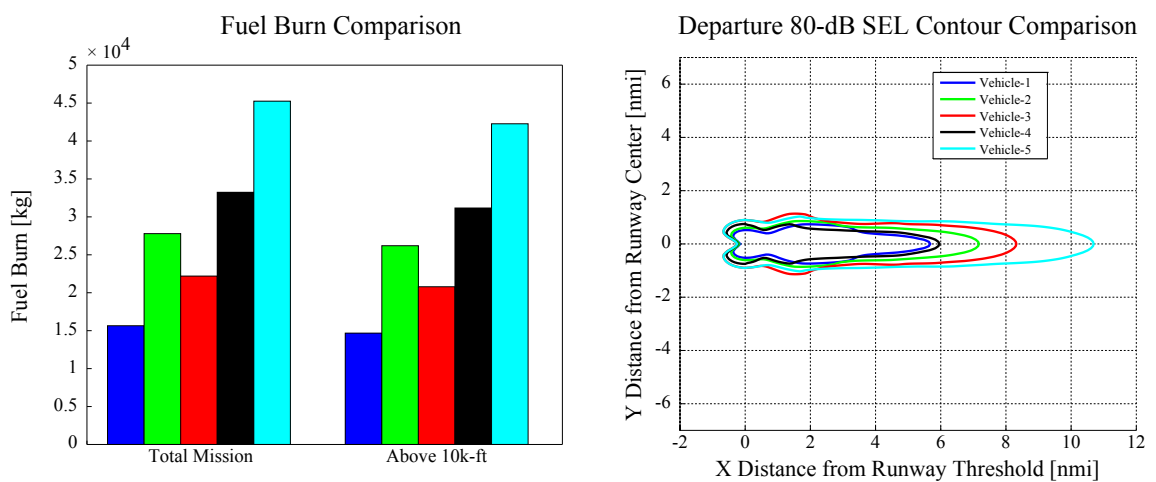 Fuel Burn Comparison
× 10⁴
5
4.5
4
3.5
3
2.5
2
1.5
1
0.5
0
Fuel Burn [kg]
Total Mission
Above 10k-ft
Departure 80-dB SEL Contour Comparison
Vehicle-1
Vehicle-2
Vehicle-3
Vehicle-4
Vehicle-5
6
4
2
0
-2
-4
-6
Y Distance from Runway Center [nmi]
-2 0 2 4 6 8 10 12
X Distance from Runway Threshold [nmi]